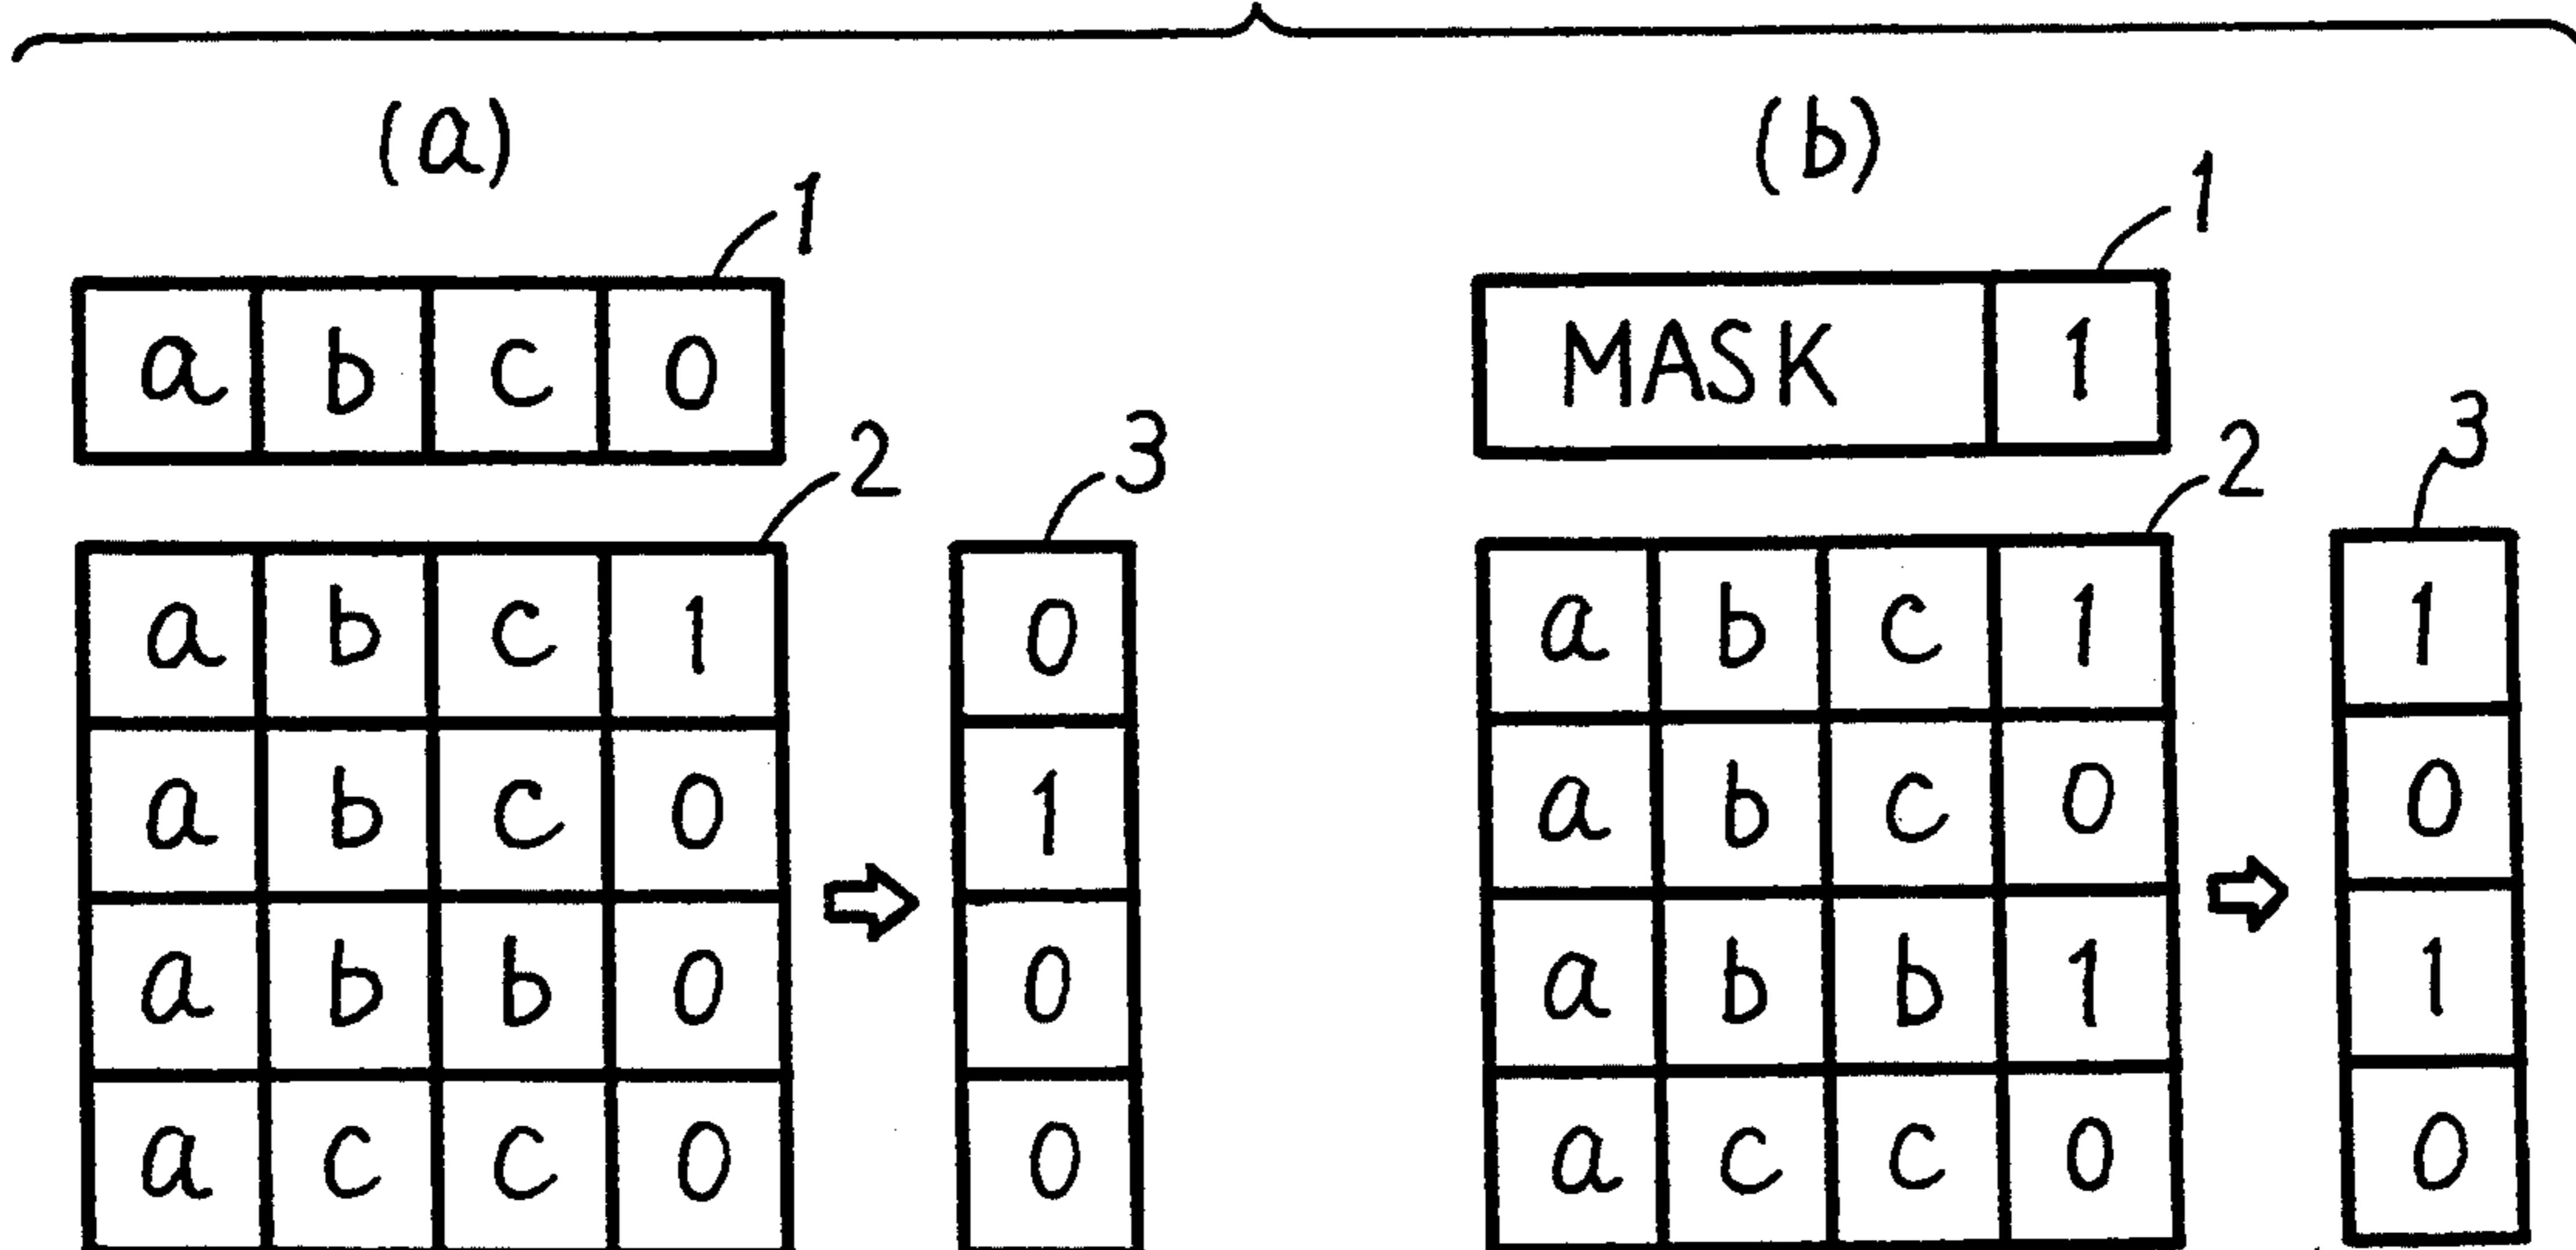 (a) (b)
1 1
a b c 0 MASK 1
2 3 2 3
a b c 1 0 a b c 1 1
a b c 0 1 a b c 0 0
a b b 0 0 a b b 1 1
a c c 0 0 a c c 0 0